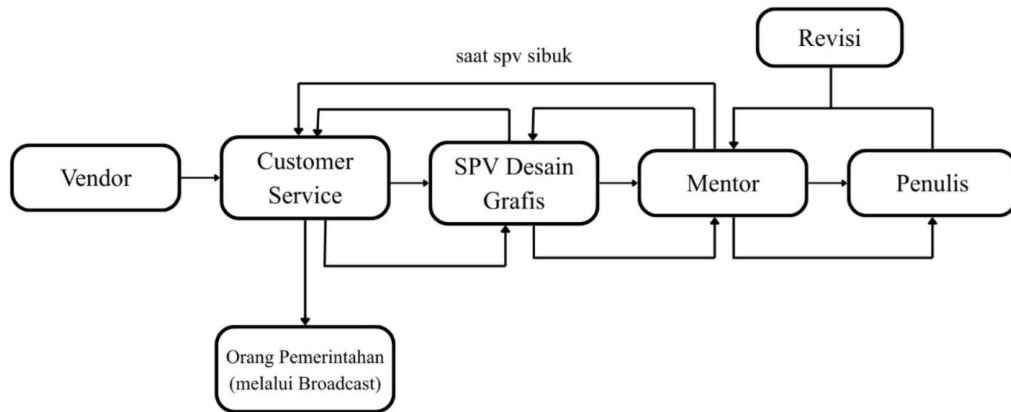 Revisi
saat spv sibuk
Vendor
Customer
Service
SPV Desain
Grafis
Mentor
Penulis
Orang Pemerintahan
(melalui Broadcast)